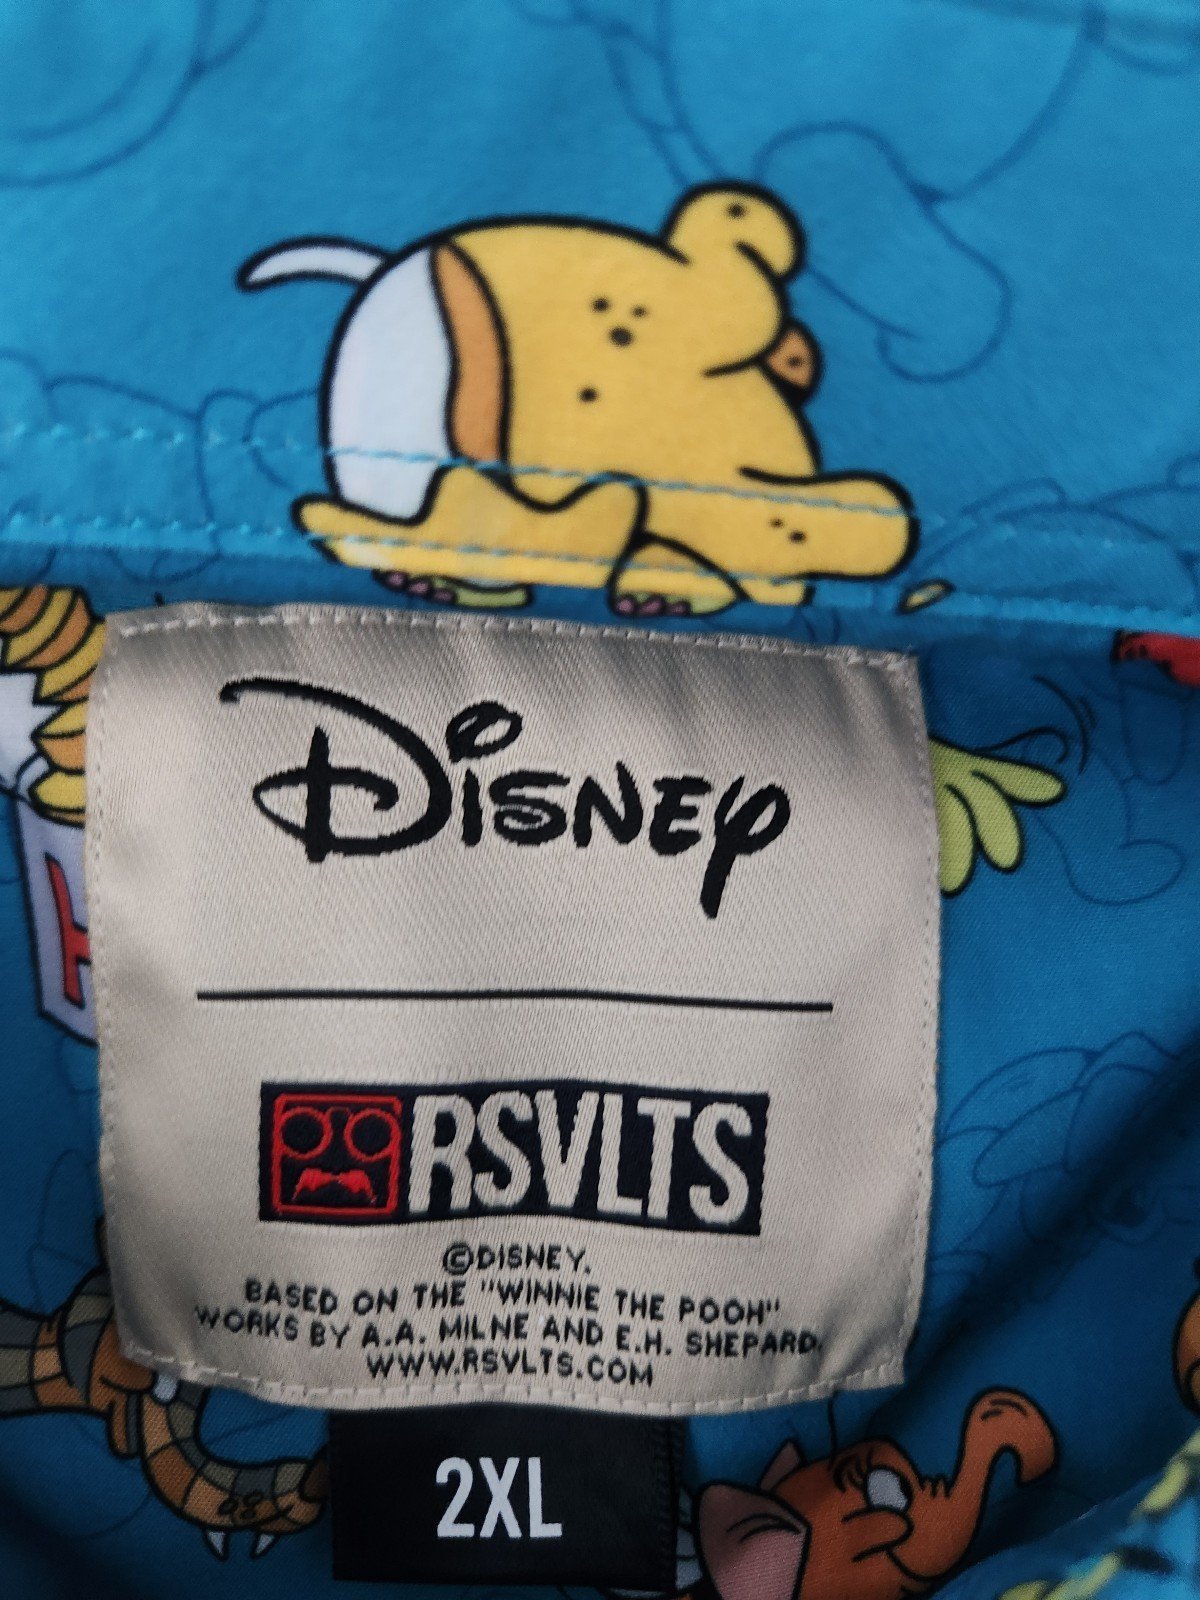 DISNEY
RSVLTS
©DISNEY.
BASED ON THE "WINNIE THE POOH"
WORKS BY A.A. MILNE AND E.H. SHEPARD.
WWW.RSVLTS.COM
2XL
H